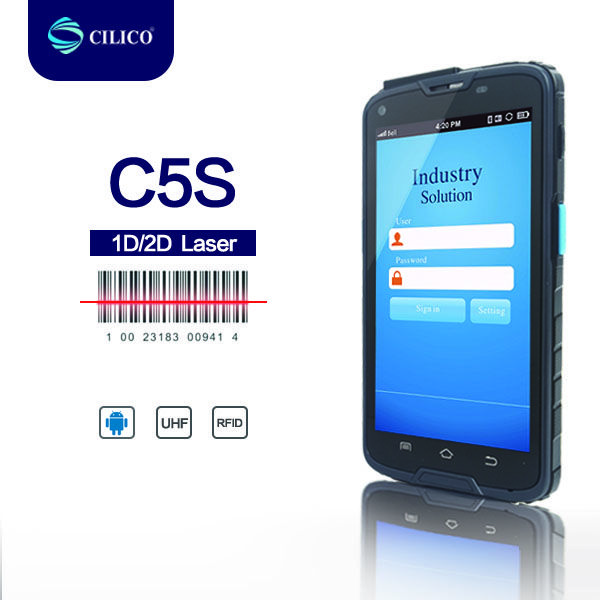 CILICO®
C5S
1D/2D Laser
1 00 23183 00941 4
UHF
RFID
Bell
4:20 PM
Industry
Solution
User
Password
Sign in
Setting